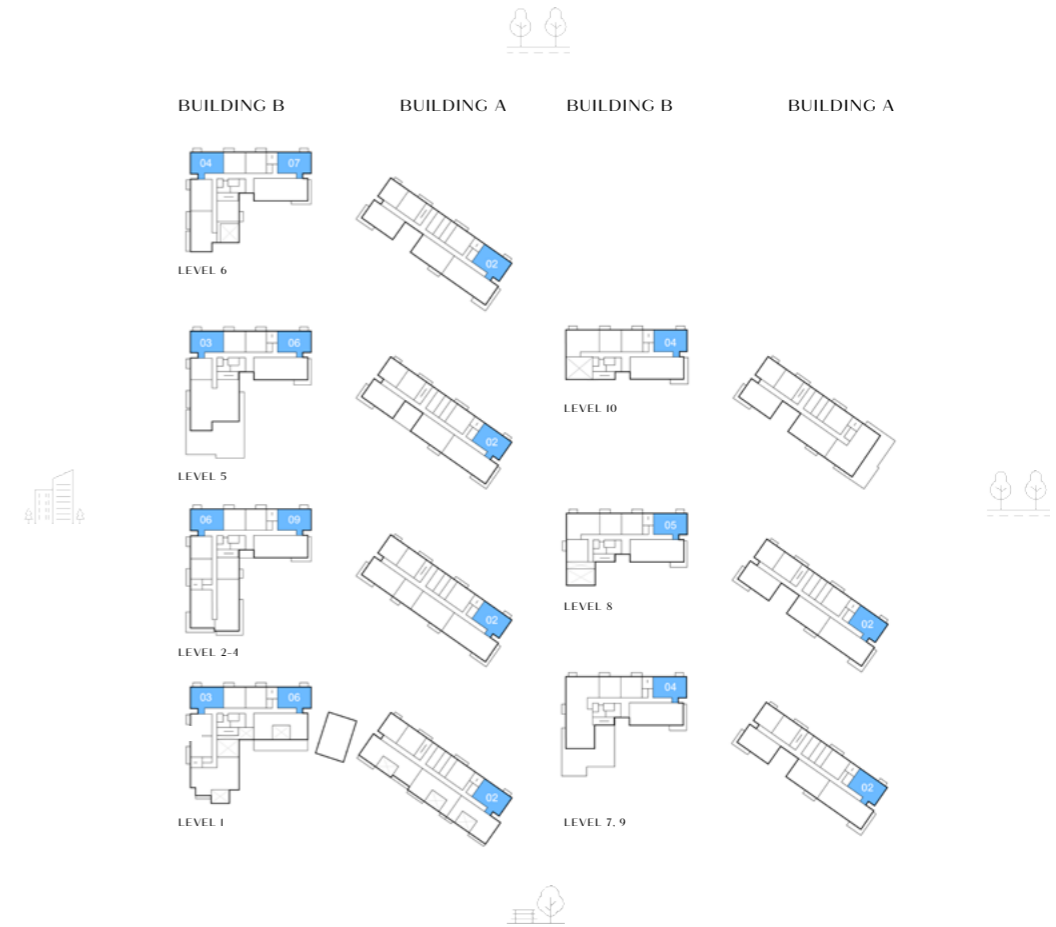 BUILDING B BUILDING A BUILDING B BUILDING A
04 07
02
LEVEL 6
03 06
02
LEVEL 5
04
LEVEL 10
06 09
02
LEVEL 2-4
05
02
LEVEL 8
03 06
02
LEVEL 1
04
02
LEVEL 7, 9